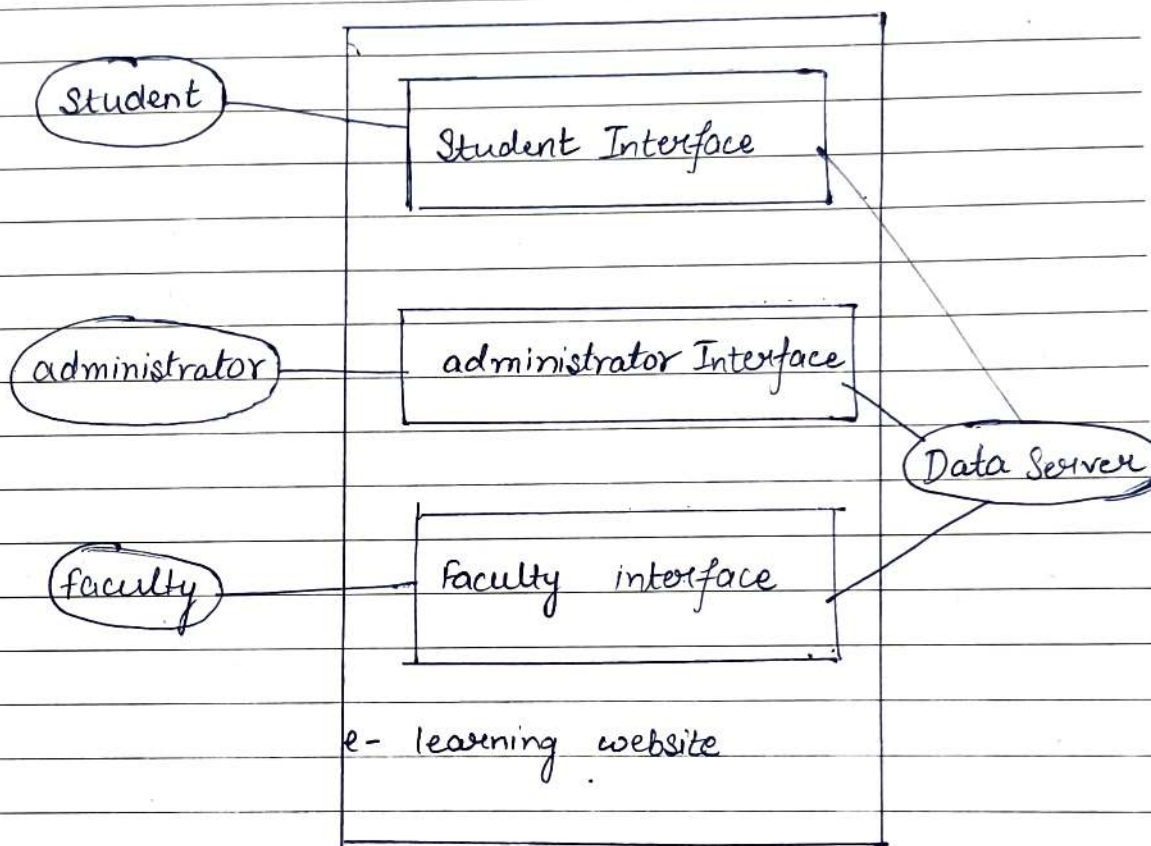 Student
Student Interface
administrator
administrator Interface
Data Server
faculty
Faculty interface
e- learning website